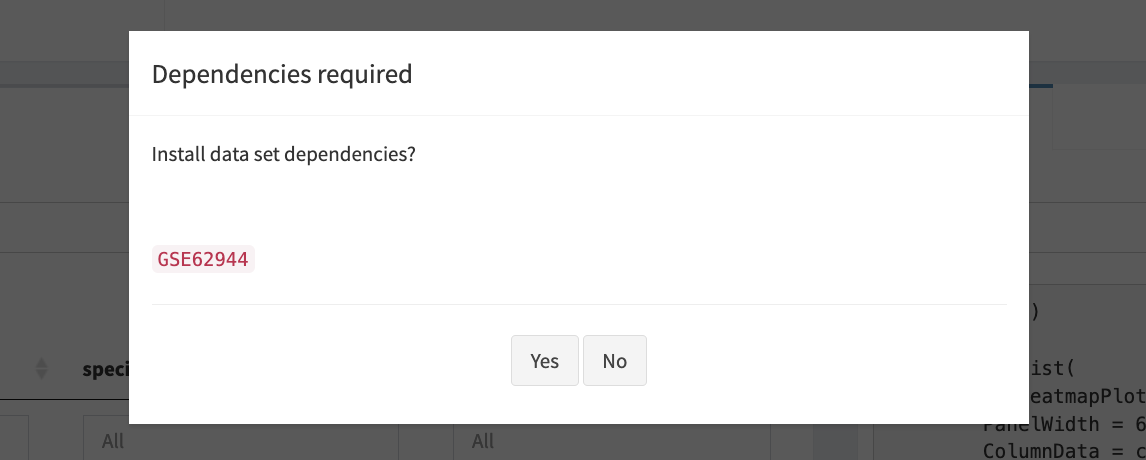 Dependencies required
Install data set dependencies?
GSE62944
Yes No
)
ist(
speci
eatmapPlot
All All
PanelWidth = 6
ColumnData = c